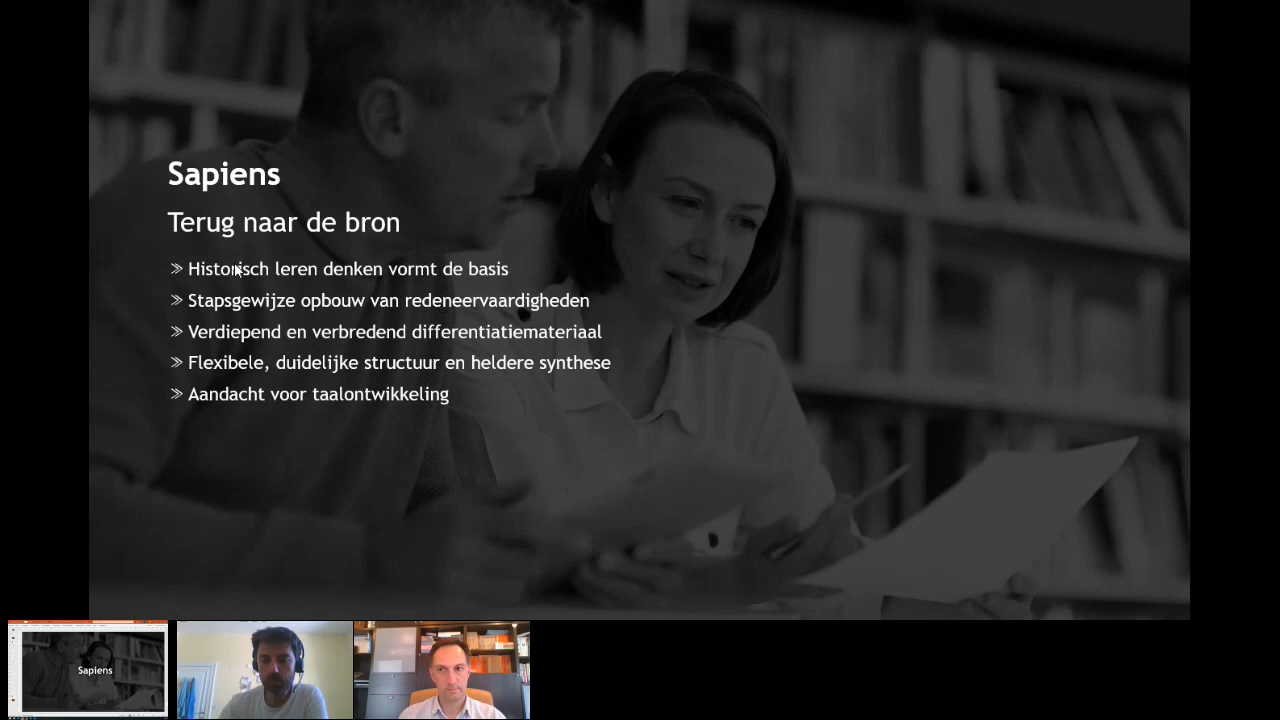 Sapiens
Terug naar de bron
Historisch leren denken vormt de basis
Stapsgewijze opbouw van redeneervaardigheden
Verdiepend en verbredend differentiatiemateriaal
Flexibele, duidelijke structuur en heldere synthese
Aandacht voor taalontwikkeling
Sapiens